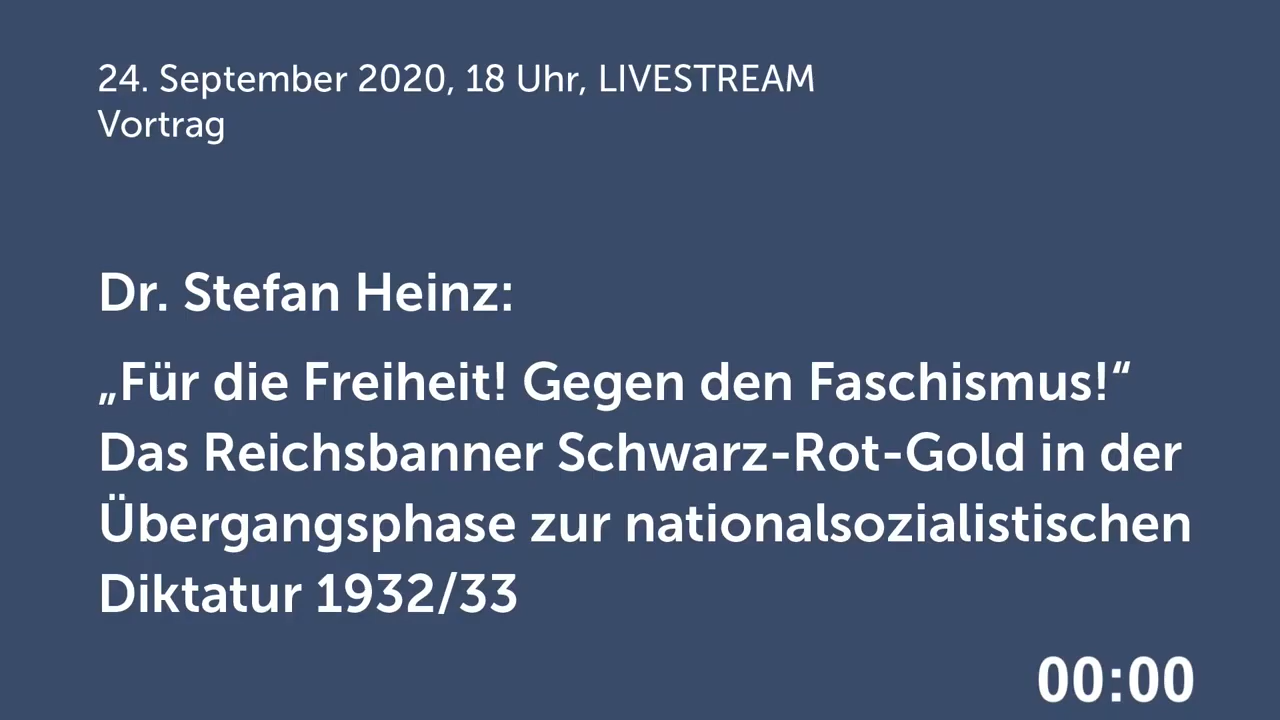 24. September 2020, 18 Uhr, LIVESTREAM
Vortrag
Dr. Stefan Heinz:
„Für die Freiheit! Gegen den Faschismus!“
Das Reichsbanner Schwarz-Rot-Gold in der
Übergangsphase zur nationalsozialistischen
Diktatur 1932/33
00:00